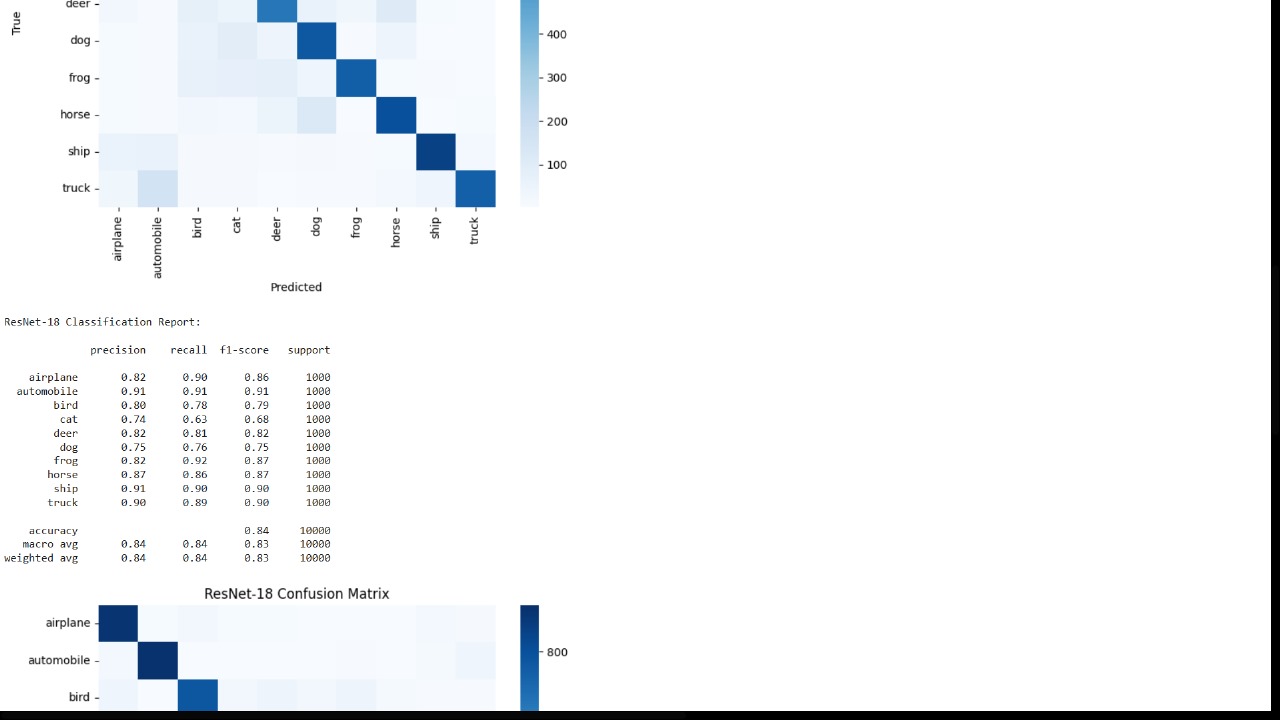 True
deer
dog
frog
horse
ship
truck
400
300
200
100
airplane automobile bird cat deer dog frog horse ship truck
Predicted
ResNet-18 Classification Report:
precision recall f1-score support
airplane 0.82 0.90 0.86 1000
automobile 0.91 0.91 0.91 1000
bird 0.80 0.78 0.79 1000
cat 0.74 0.63 0.68 1000
deer 0.82 0.81 0.82 1000
dog 0.75 0.76 0.75 1000
frog 0.82 0.92 0.87 1000
horse 0.87 0.86 0.87 1000
ship 0.91 0.90 0.90 1000
truck 0.90 0.89 0.90 1000
accuracy 0.84 10000
macro avg 0.84 0.84 0.83 10000
weighted avg 0.84 0.84 0.83 10000
ResNet-18 Confusion Matrix
airplane
automobile
bird
800